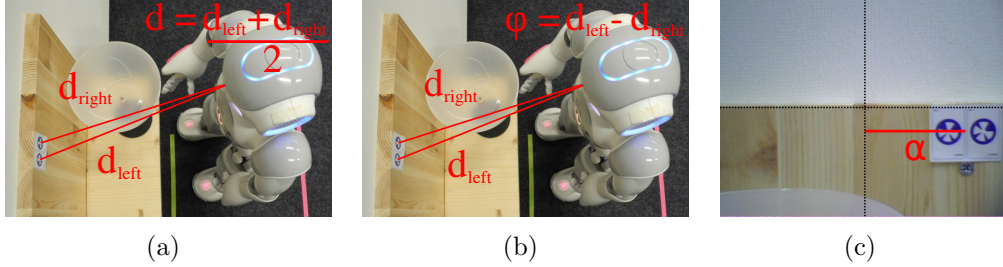 d = d_left + d_right / 2
d_right
d_left
(a)
φ = d_left - d_right
d_right
d_left
(b)
α
(c)